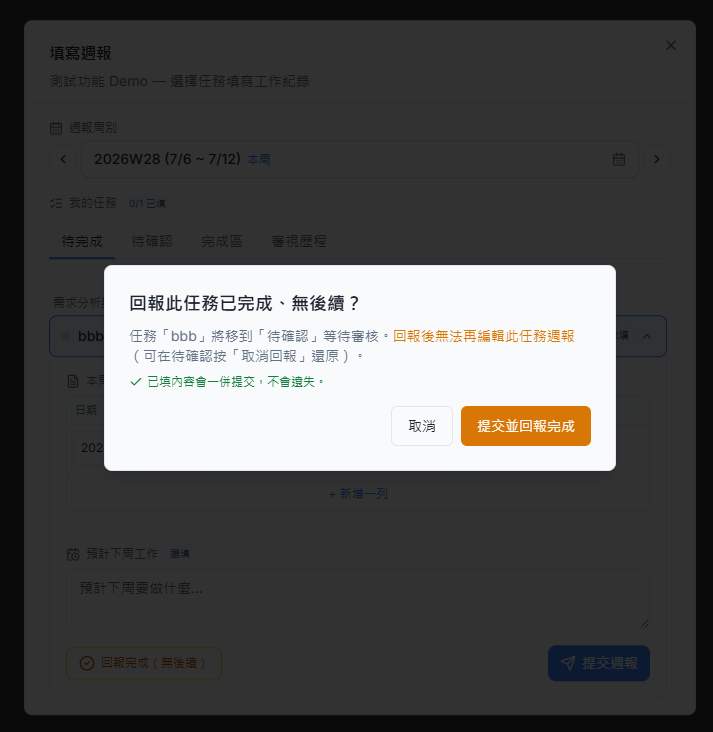 填寫週報
測試功能 Demo — 選擇任務填寫工作紀錄
週報周別
2026W28 (7/6 ~ 7/12) 本周
我的任務 0/1 已填
待完成 待確認 完成區 審視歷程
需求分析
bbb
回報此任務已完成、無後續？
任務「bbb」將移到「待確認」等待審核。回報後無法再編輯此任務週報
（可在待確認按「取消回報」還原）。
已填內容會一併提交，不會遺失。
取消 提交並回報完成
本
日期
202
+ 新增一列
預計下周工作 選填
預計下周要做什麼...
回報完成（無後續） 提交週報